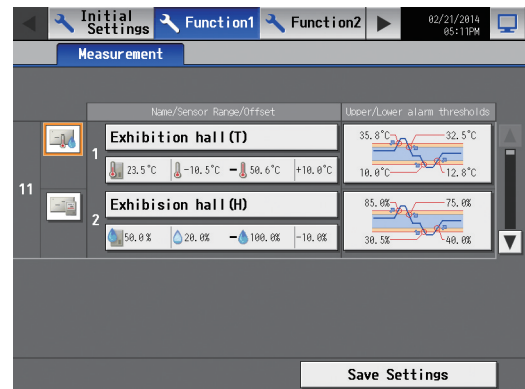 Initial
Settings
Function1
Function2
02/21/2014
05:11PM
Measurement
Name/Sensor Range/Offset
Upper/Lower alarm thresholds
11
1
Exhibition hall(T)
23.5°C
-10.5°C
50.6°C
+10.0°C
35.8°C
32.5°C
10.0°C
12.8°C
2
Exhibision hall(H)
50.0%
20.0%
100.0%
-10.0%
85.0%
75.0%
30.5%
40.0%
Save Settings